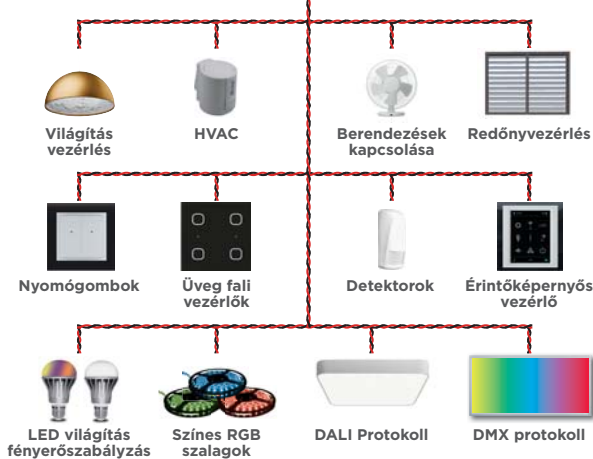 Világítás
vezérlés
HVAC
Berendezések
kapcsolása
Redőnyvezérlés
Nyomógombok
Üveg fali
vezérlők
Detektorok
Érintőképernyős
vezérlő
LED világítás
fényerőszabályzás
Színes RGB
szalagok
DALI Protokoll
DMX protokoll